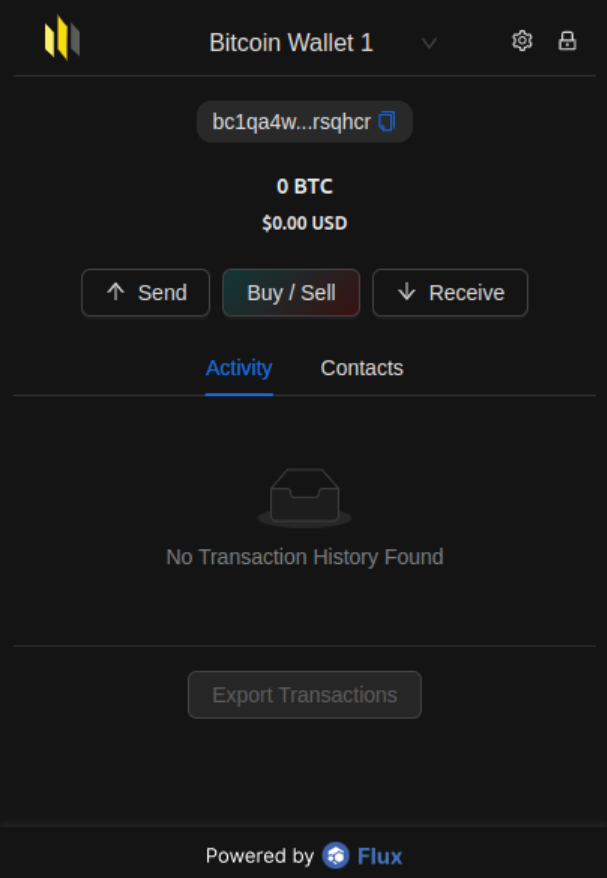 Bitcoin Wallet 1
bc1qa4w...rsqhcr
0 BTC
$0.00 USD
Send Buy / Sell Receive
Activity Contacts
No Transaction History Found
Export Transactions
Powered by Flux